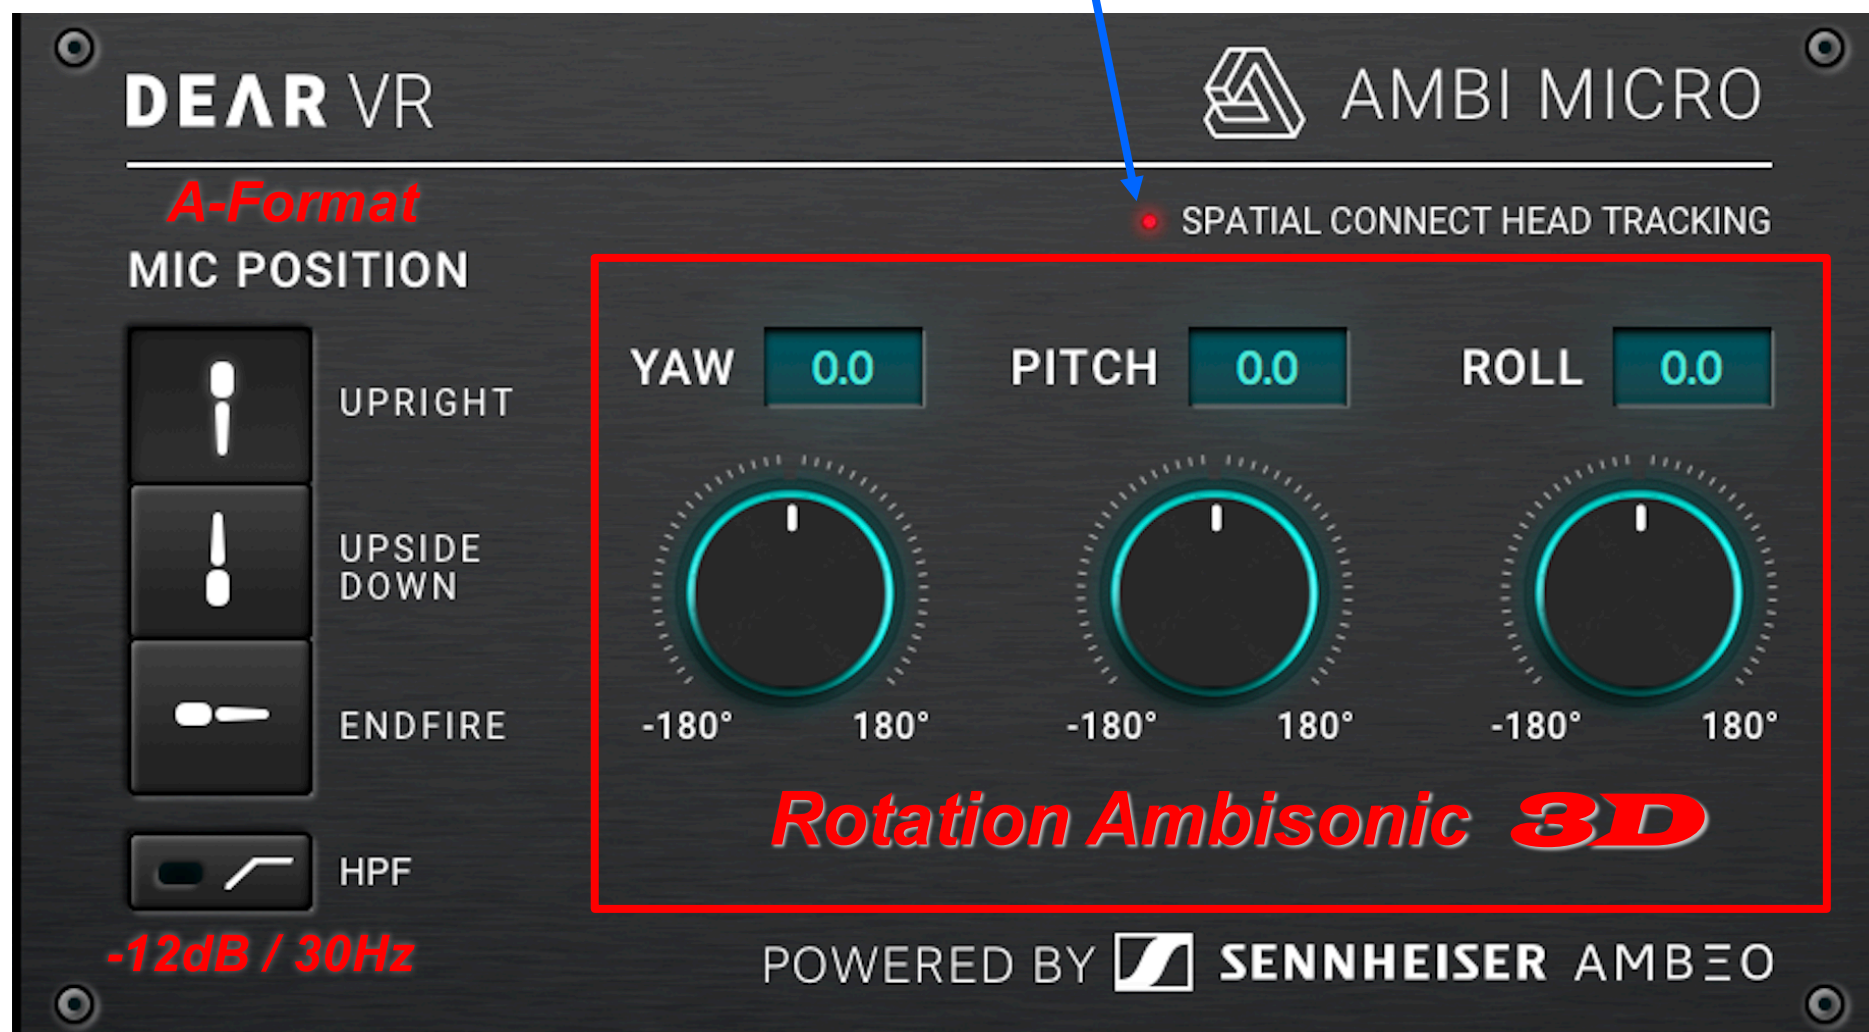 DEAR VR
AMBI MICRO
A-Format
SPATIAL CONNECT HEAD TRACKING
MIC POSITION
UPRIGHT
UPSIDE
DOWN
ENDFIRE
HPF
-12dB / 30Hz
YAW 0.0
PITCH 0.0
ROLL 0.0
-180° 180°
-180° 180°
-180° 180°
Rotation Ambisonic 3D
POWERED BY SENNHEISER AMBEO